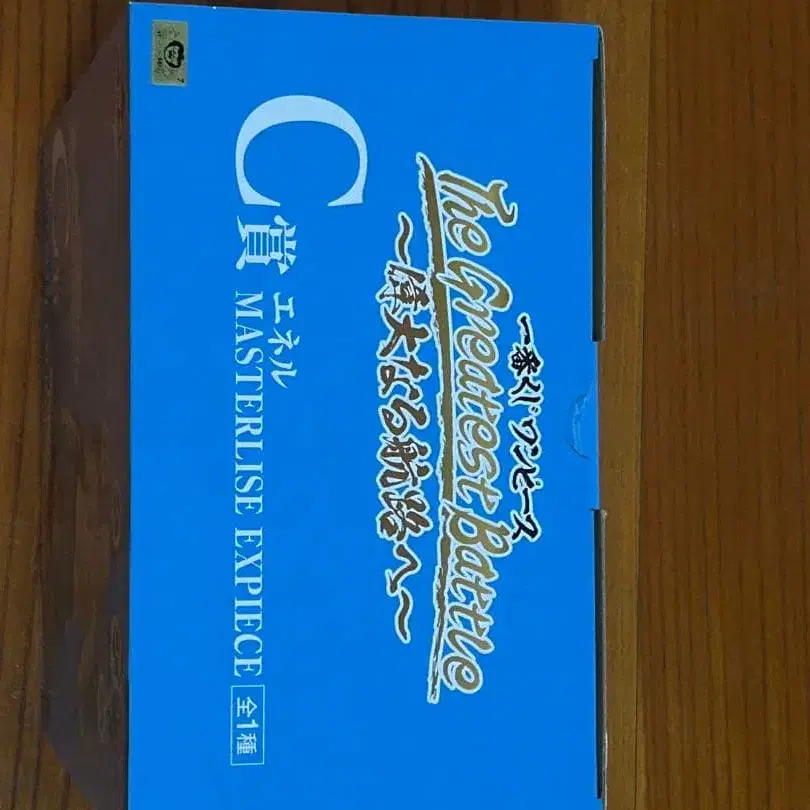 一番くじ ワンピース
The Greatest Battle
～偉大なる航路へ～
C賞 エネル
MASTERLISE EXPIECE 全1種